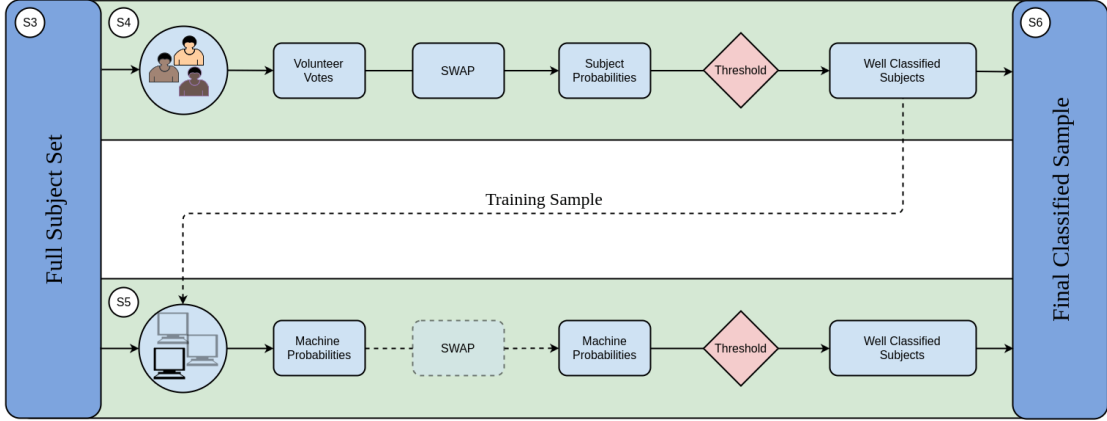 S3
Full Subject Set
S4
Volunteer
Votes
SWAP
Subject
Probabilities
Threshold
Well Classified
Subjects
Training Sample
S5
Machine
Probabilities
SWAP
Machine
Probabilities
Threshold
Well Classified
Subjects
S6
Final Classified Sample